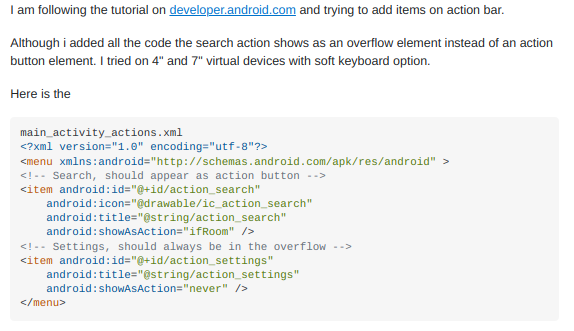 I am following the tutorial on developer.android.com and trying to add items on action bar.
Although i added all the code the search action shows as an overflow element instead of an action
button element. I tried on 4" and 7" virtual devices with soft keyboard option.
Here is the
main_activity_actions.xml
<?xml version="1.0" encoding="utf-8"?>
<menu xmlns:android="http://schemas.android.com/apk/res/android" >
<!-- Search, should appear as action button -->
<item android:id="@+id/action_search"
    android:icon="@drawable/ic_action_search"
    android:title="@string/action_search"
    android:showAsAction="ifRoom" />
<!-- Settings, should always be in the overflow -->
<item android:id="@+id/action_settings"
    android:title="@string/action_settings"
    android:showAsAction="never" />
</menu>